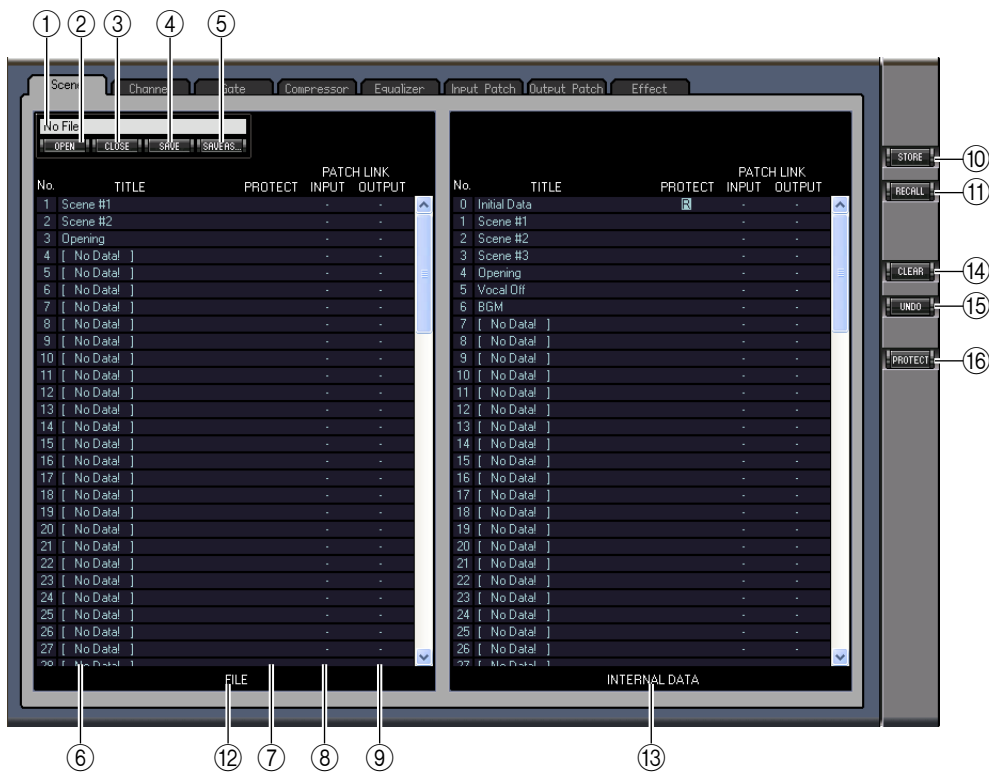 ① ② ③ ④ ⑤
Scene Channel Gate Compressor Equalizer Input Patch Output Patch Effect
No File
OPEN CLOSE SAVE SAVE AS...
PATCH LINK
No. TITLE PROTECT INPUT OUTPUT
1 Scene #1 - -
2 Scene #2 - -
3 Opening - -
4 [ No Data! ] - -
5 [ No Data! ] - -
6 [ No Data! ] - -
7 [ No Data! ] - -
8 [ No Data! ] - -
9 [ No Data! ] - -
10 [ No Data! ] - -
11 [ No Data! ] - -
12 [ No Data! ] - -
13 [ No Data! ] - -
14 [ No Data! ] - -
15 [ No Data! ] - -
16 [ No Data! ] - -
17 [ No Data! ] - -
18 [ No Data! ] - -
19 [ No Data! ] - -
20 [ No Data! ] - -
21 [ No Data! ] - -
22 [ No Data! ] - -
23 [ No Data! ] - -
24 [ No Data! ] - -
25 [ No Data! ] - -
26 [ No Data! ] - -
27 [ No Data! ] - -
28 [ No Data! ]
FILE
PATCH LINK
No. TITLE PROTECT INPUT OUTPUT
0 Initial Data R - -
1 Scene #1 - -
2 Scene #2 - -
3 Scene #3 - -
4 Opening - -
5 Vocal Off - -
6 BGM - -
7 [ No Data! ] - -
8 [ No Data! ] - -
9 [ No Data! ] - -
10 [ No Data! ] - -
11 [ No Data! ] - -
12 [ No Data! ] - -
13 [ No Data! ] - -
14 [ No Data! ] - -
15 [ No Data! ] - -
16 [ No Data! ] - -
17 [ No Data! ] - -
18 [ No Data! ] - -
19 [ No Data! ] - -
20 [ No Data! ] - -
21 [ No Data! ] - -
22 [ No Data! ] - -
23 [ No Data! ] - -
24 [ No Data! ] - -
25 [ No Data! ] - -
26 [ No Data! ] - -
27 [ No Data! ]
INTERNAL DATA
STORE ⑩
RECALL ⑪
CLEAR ⑭
UNDO ⑮
PROTECT ⑯
⑥ ⑫ ⑦ ⑧ ⑨ ⑬